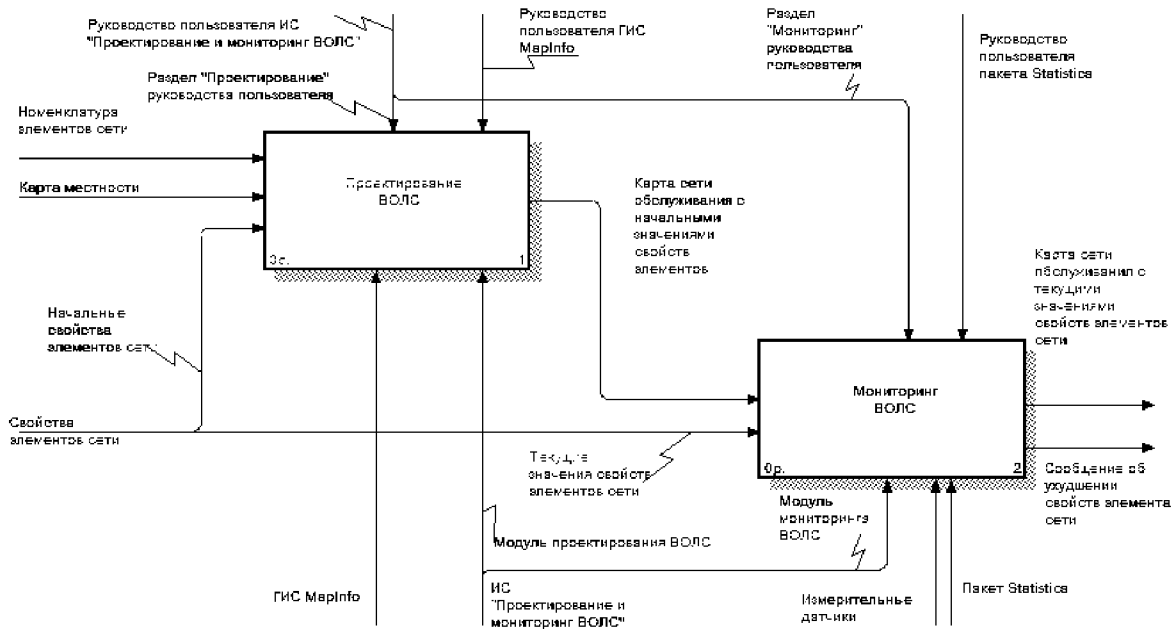 Руководство пользователя ИС
"Проектирование и мониторинг ВОЛС"
Руководство
пользователя ГИС
MapInfo
Раздел
"Мониторинг"
руководства
пользователя
Руководство
пользователя
пакета Statistica
Раздел "Проектирование"
руководства пользователя
Номенклатура
элементов сети
Карта местности
Проектирование
ВОЛС
0р.
1
Карта сети
обслуживания с
начальными
значениями
свойств
элементов
Карта сети
обслуживания с
текущими
значениями
свойств элементов
сети
Начальные
свойства
элементов сети
Мониторинг
ВОЛС
0р.
2
Свойства
элементов сети
Текущие
значения свойств
элементов сети
Сообщение об
ухудшении
свойств элемента
сети
Модуль
мониторинга
ВОЛС
Модуль проектирования ВОЛС
ГИС MapInfo
ИС
"Проектирование и
мониторинг ВОЛС"
Измерительные
датчики
Пакет Statistica